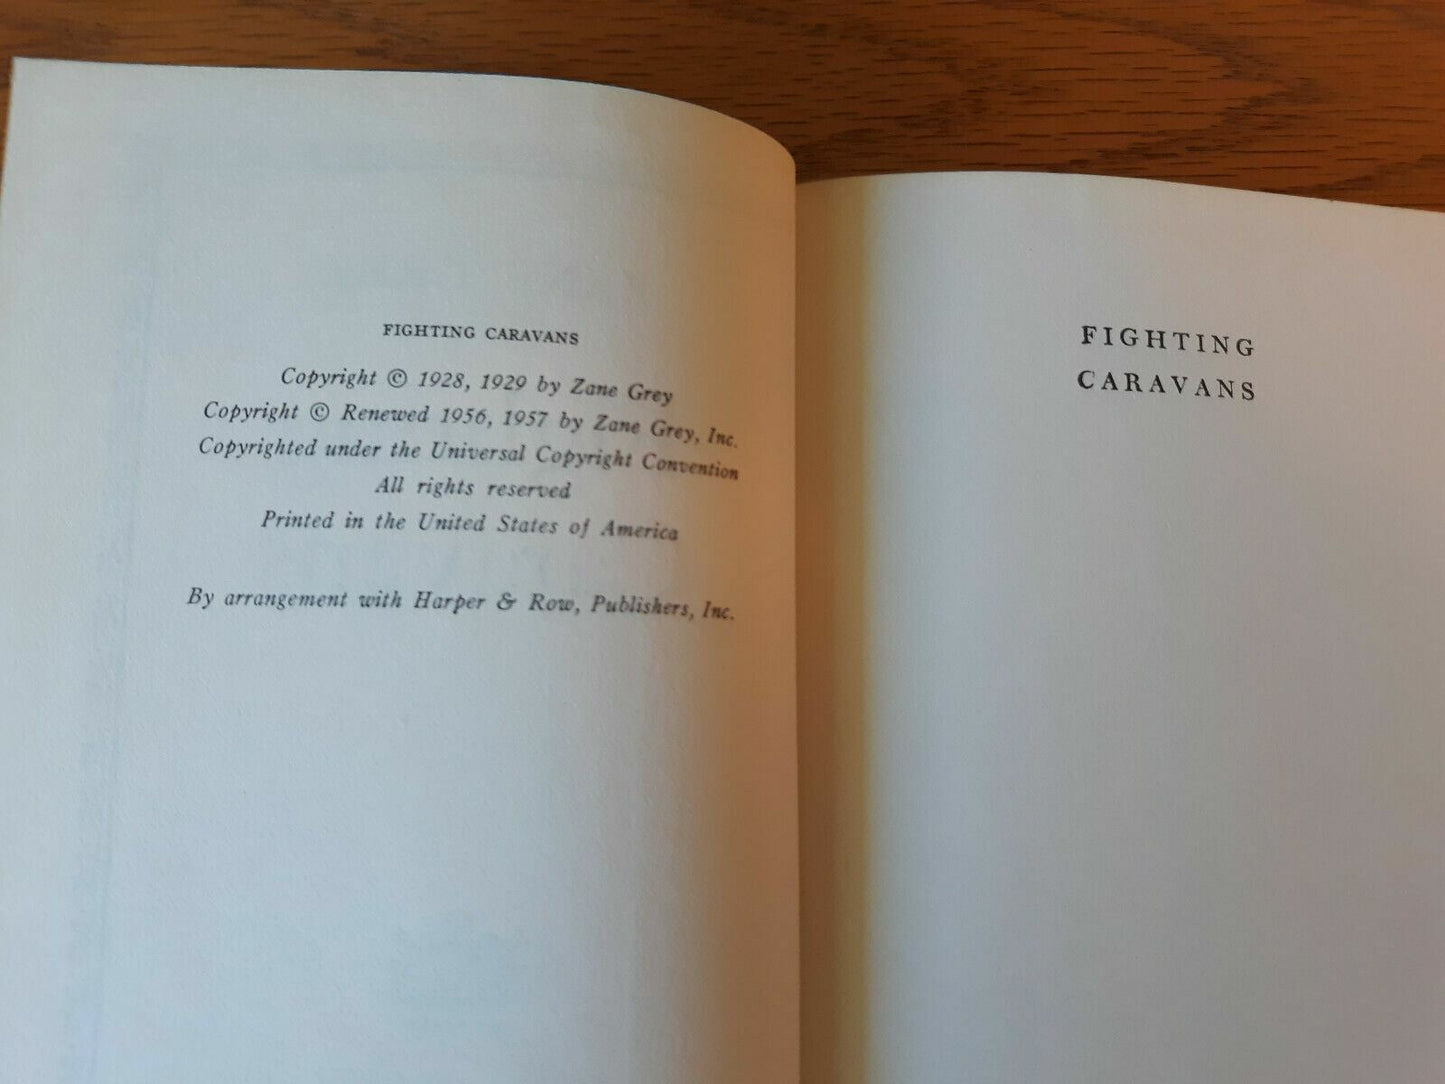 FIGHTING CARAVANS
Copyright © 1928, 1929 by Zane Grey
Copyright © Renewed 1956, 1957 by Zane Grey, Inc.
Copyrighted under the Universal Copyright Convention
All rights reserved
Printed in the United States of America
By arrangement with Harper & Row, Publishers, Inc.
FIGHTING
CARAVANS